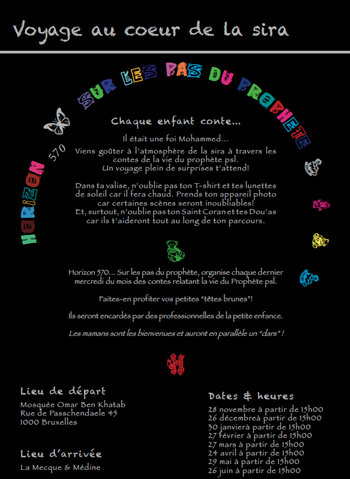 Voyage au coeur de la sira
SUR LES PAS DU PROPHETE
HORIZON 570
Chaque enfant conte...
Il était une foi Mohammed...
Viens goûter à l'atmosphère de la sira à travers les
contes de la vie du prophète psl.
Un voyage plein de surprises t'attend!
Dans ta valise, n'oublie pas ton T-shirt et tes lunettes
de soleil car il fera chaud. Prends ton appareil photo
car certaines scènes seront inoubliables!
Et, surtout, n'oublie pas ton Saint Coran et tes Dou'as
car ils t'aideront tout au long de ton parcours.
Horizon 570... Sur les pas du prophète, organise chaque dernier
mercredi du mois des contes relatant la vie du Prophète psl.
Faites-en profiter vos petites "têtes brunes"!
Ils seront encardés par des professionnelles de la petite enfance.
Les mamans sont les bienvenues et auront en parallèle un "dars" !
Lieu de départ
Mosquée Omar Ben Khatab
Rue de Passchendaele 45
1000 Bruxelles
Lieu d'arrivée
La Mecque & Médine
Dates & heures
28 novembre à partir de 15h00
26 décembreà partir de 15h00
30 janvierà partir de 15h00
27 février à partir de 15h00
27 mars à partir de 15h00
24 avril à partir de 15h00
29 mai à partir de 15h00
26 juin à partir de 15h00